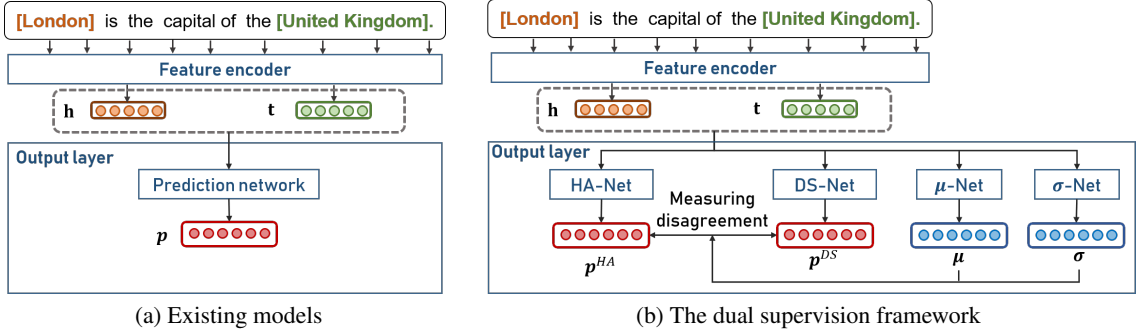 [London] is the capital of the [United Kingdom].
Feature encoder
h
t
Output layer
Prediction network
p
(a) Existing models
[London] is the capital of the [United Kingdom].
Feature encoder
h
t
Output layer
HA-Net
Measuring disagreement
DS-Net
μ-Net
σ-Net
p^HA
p^DS
μ
σ
(b) The dual supervision framework